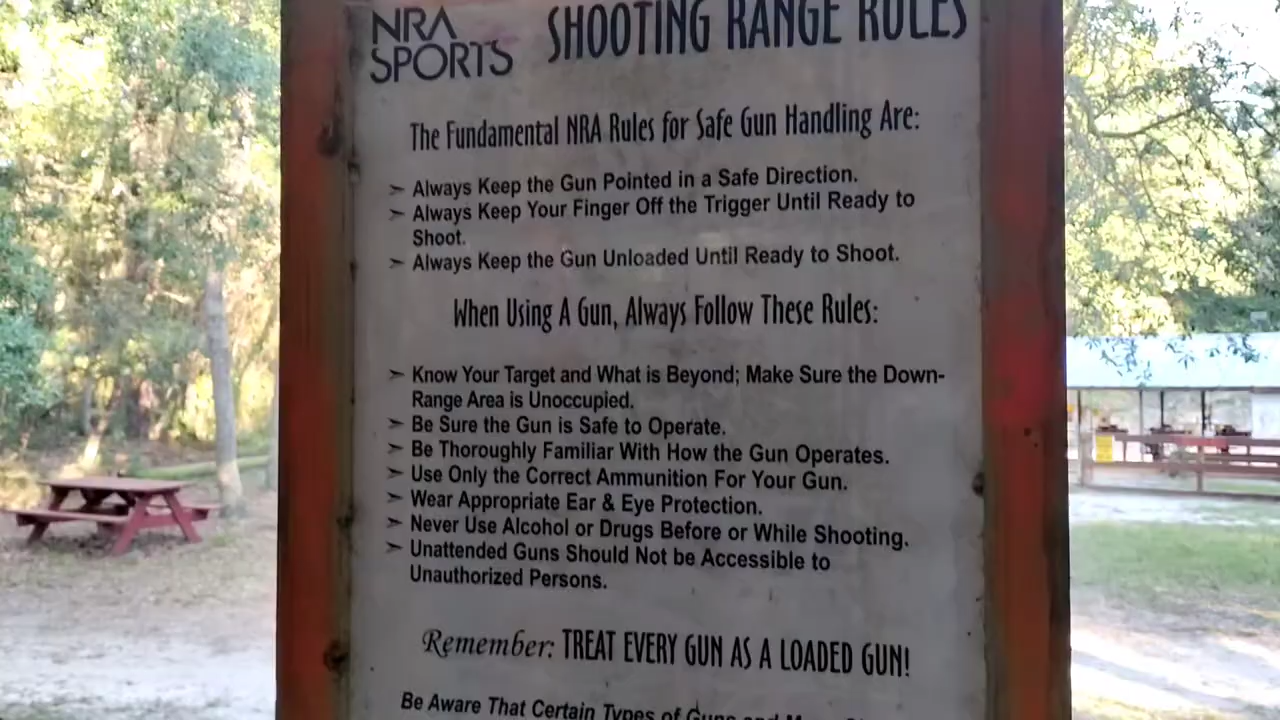 NRA
SPORTS
SHOOTING RANGE RULES
The Fundamental NRA Rules for Safe Gun Handling Are:
➣ Always Keep the Gun Pointed in a Safe Direction.
➣ Always Keep Your Finger Off the Trigger Until Ready to
Shoot.
➣ Always Keep the Gun Unloaded Until Ready to Shoot.
When Using A Gun, Always Follow These Rules:
➣ Know Your Target and What is Beyond; Make Sure the Down-
Range Area is Unoccupied.
➣ Be Sure the Gun is Safe to Operate.
➣ Be Thoroughly Familiar With How the Gun Operates.
➣ Use Only the Correct Ammunition For Your Gun.
➣ Wear Appropriate Ear & Eye Protection.
➣ Never Use Alcohol or Drugs Before or While Shooting.
➣ Unattended Guns Should Not be Accessible to
Unauthorized Persons.
Remember: TREAT EVERY GUN AS A LOADED GUN!
Be Aware That Certain Types of Guns and